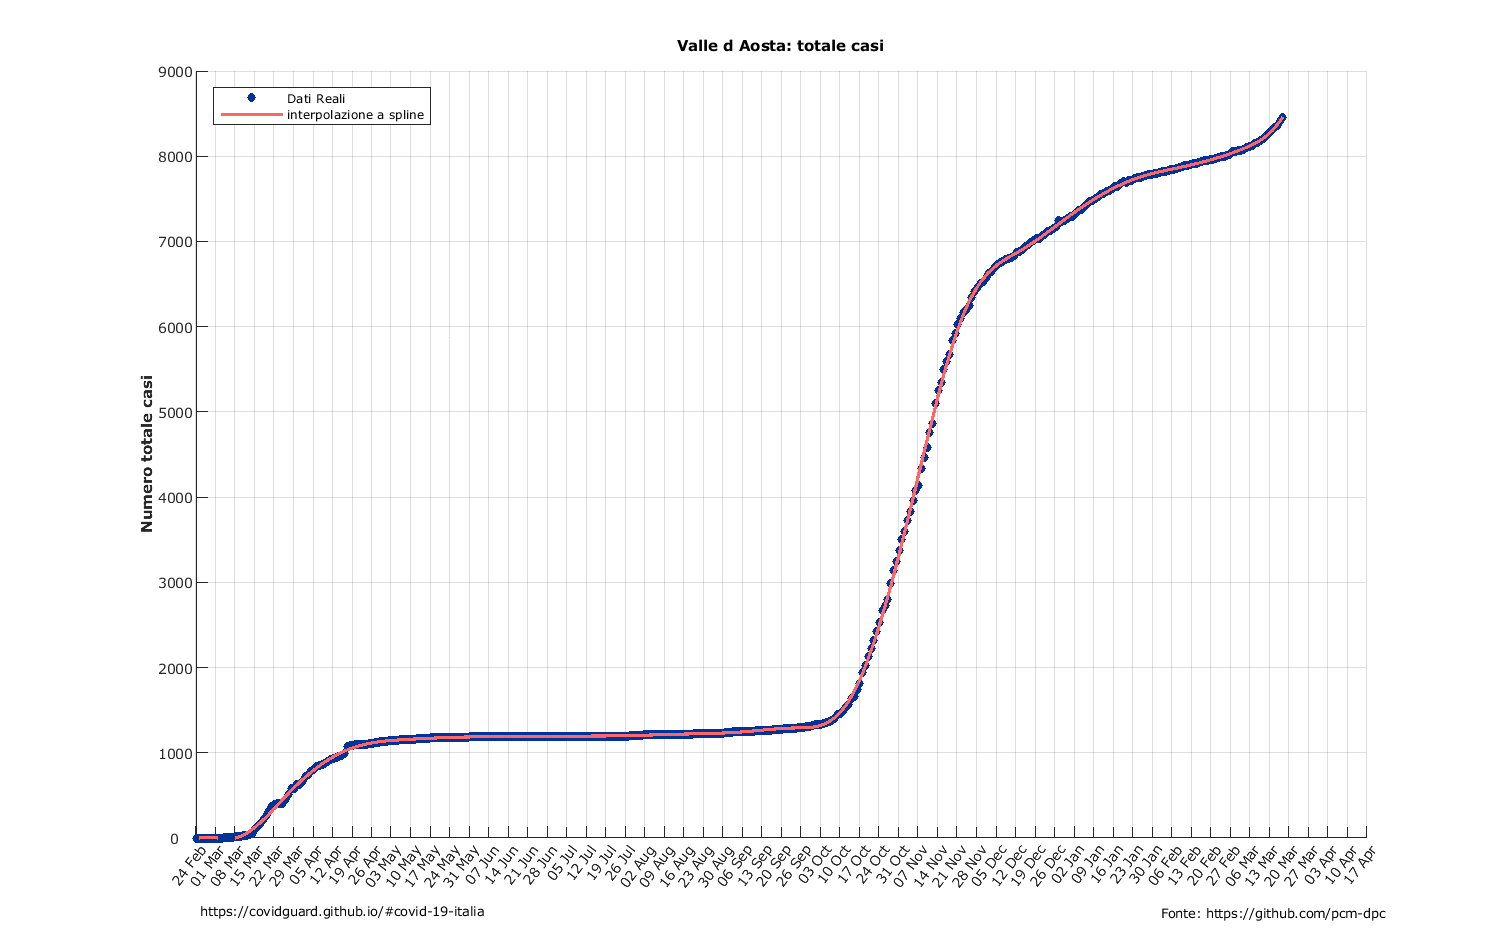 Valle d Aosta: totale casi
Dati Reali
interpolazione a spline
Numero totale casi
9000
8000
7000
6000
5000
4000
3000
2000
1000
0
24 Feb
01 Mar
08 Mar
15 Mar
22 Mar
29 Mar
05 Apr
12 Apr
19 Apr
26 Apr
03 May
10 May
17 May
24 May
31 May
07 Jun
14 Jun
21 Jun
28 Jun
05 Jul
12 Jul
19 Jul
26 Jul
02 Aug
09 Aug
16 Aug
23 Aug
30 Aug
06 Sep
13 Sep
20 Sep
26 Sep
03 Oct
10 Oct
17 Oct
24 Oct
31 Oct
07 Nov
14 Nov
21 Nov
28 Nov
05 Dec
12 Dec
19 Dec
26 Dec
02 Jan
09 Jan
16 Jan
23 Jan
30 Jan
06 Feb
13 Feb
20 Feb
27 Feb
06 Mar
13 Mar
20 Mar
27 Mar
03 Apr
10 Apr
17 Apr
https://covidguard.github.io/#covid-19-italia
Fonte: https://github.com/pcm-dpc